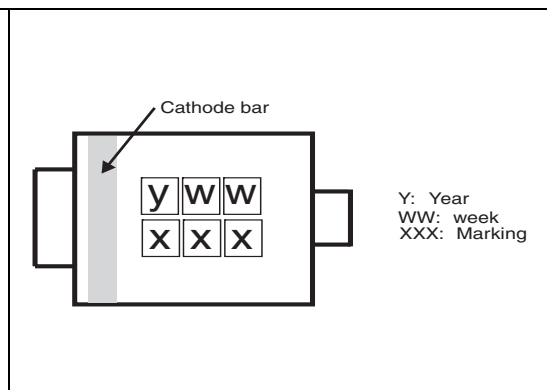 Cathode bar
y w w
x x x
Y: Year
WW: week
XXX: Marking